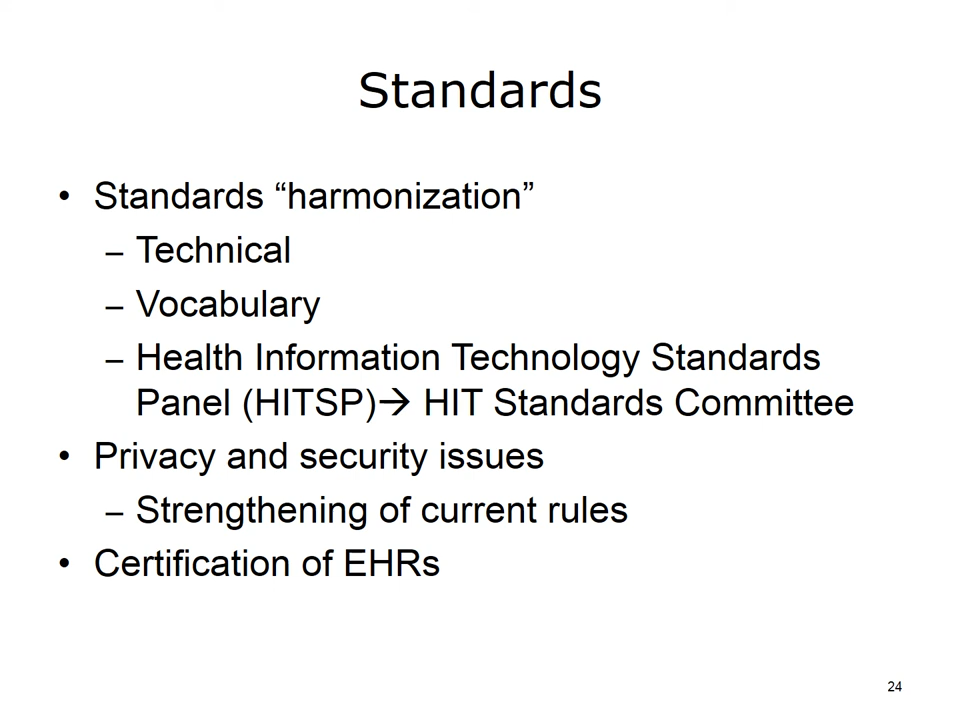 Standards
• Standards “harmonization”
– Technical
– Vocabulary
– Health Information Technology Standards
Panel (HITSP)→ HIT Standards Committee
• Privacy and security issues
– Strengthening of current rules
• Certification of EHRs
24